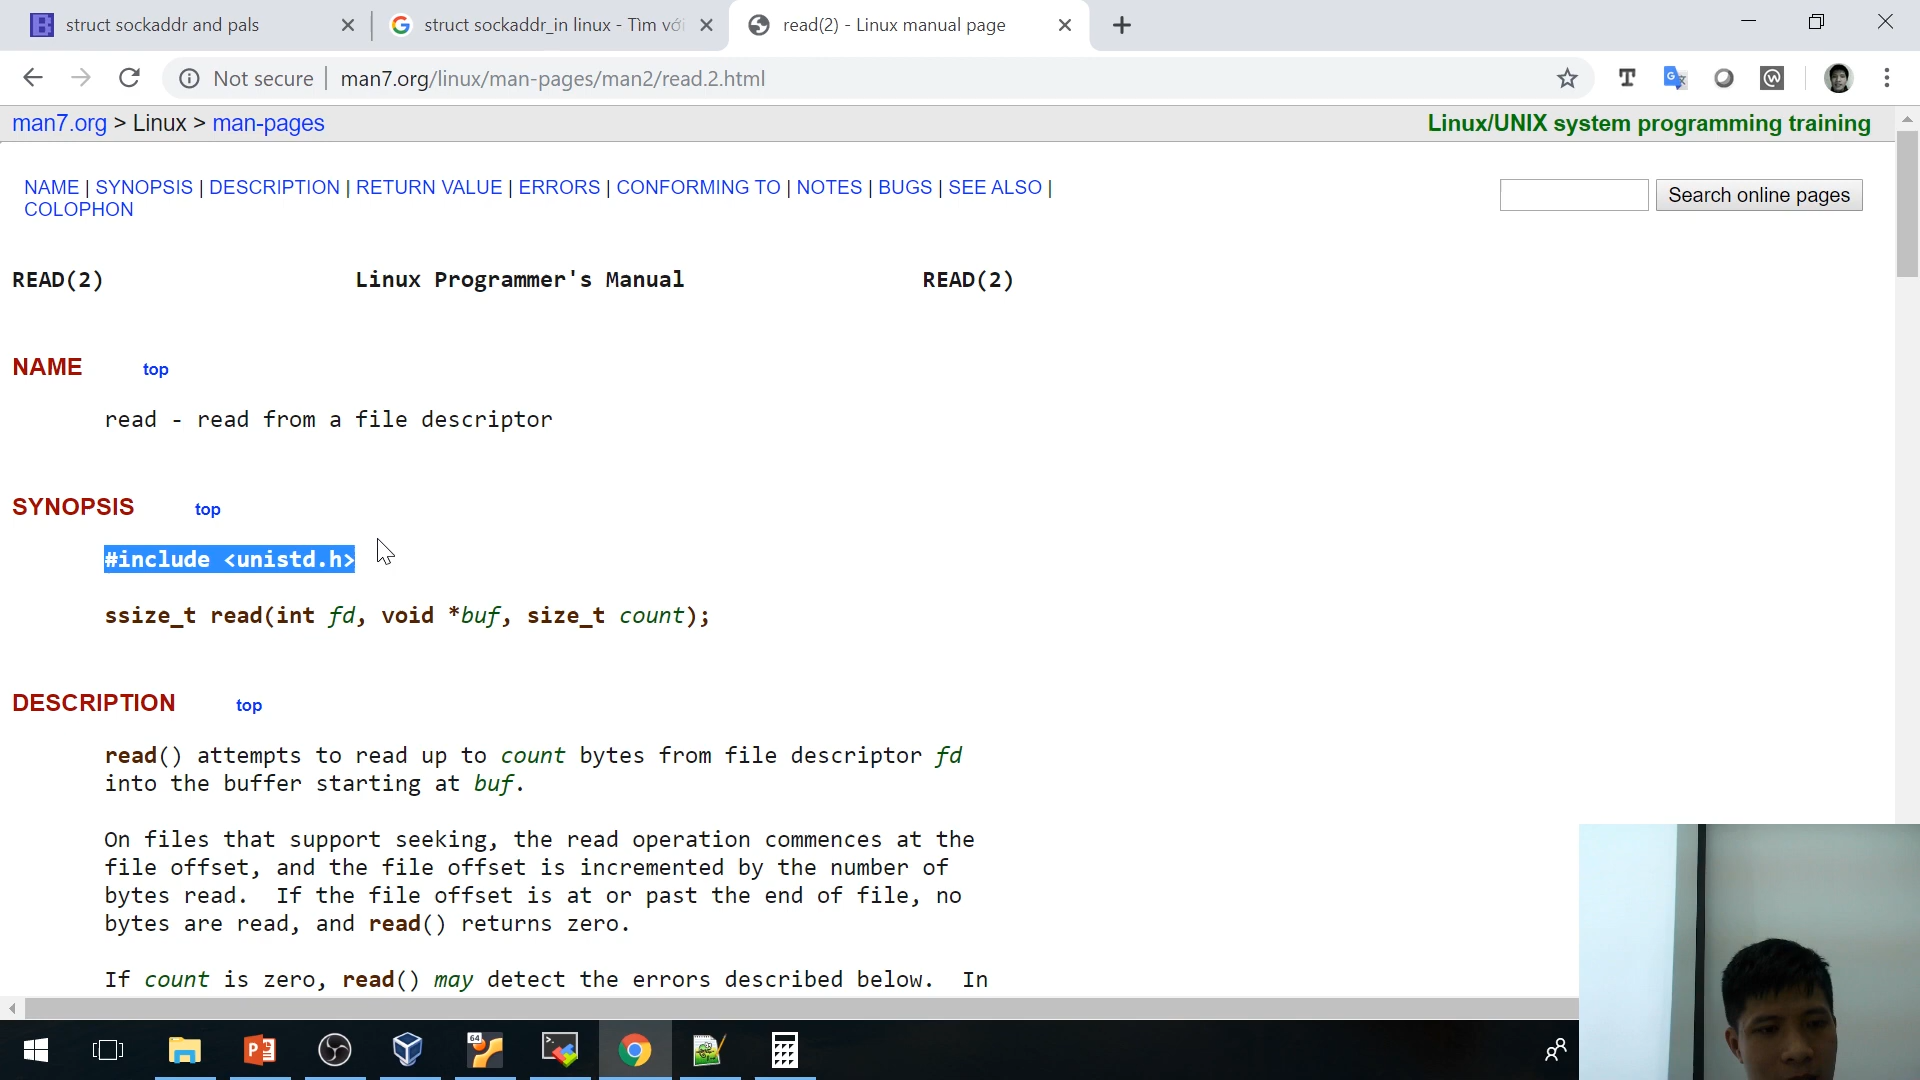 struct sockaddr and pals
struct sockaddr_in linux - Tìm với
read(2) - Linux manual page
Not secure | man7.org/linux/man-pages/man2/read.2.html
man7.org > Linux > man-pages
Linux/UNIX system programming training
NAME | SYNOPSIS | DESCRIPTION | RETURN VALUE | ERRORS | CONFORMING TO | NOTES | BUGS | SEE ALSO |
COLOPHON
Search online pages
READ(2) Linux Programmer's Manual READ(2)
NAME top
read - read from a file descriptor
SYNOPSIS top
#include <unistd.h>
ssize_t read(int fd, void *buf, size_t count);
DESCRIPTION top
read() attempts to read up to count bytes from file descriptor fd
into the buffer starting at buf.
On files that support seeking, the read operation commences at the
file offset, and the file offset is incremented by the number of
bytes read. If the file offset is at or past the end of file, no
bytes are read, and read() returns zero.
If count is zero, read() may detect the errors described below. In
64